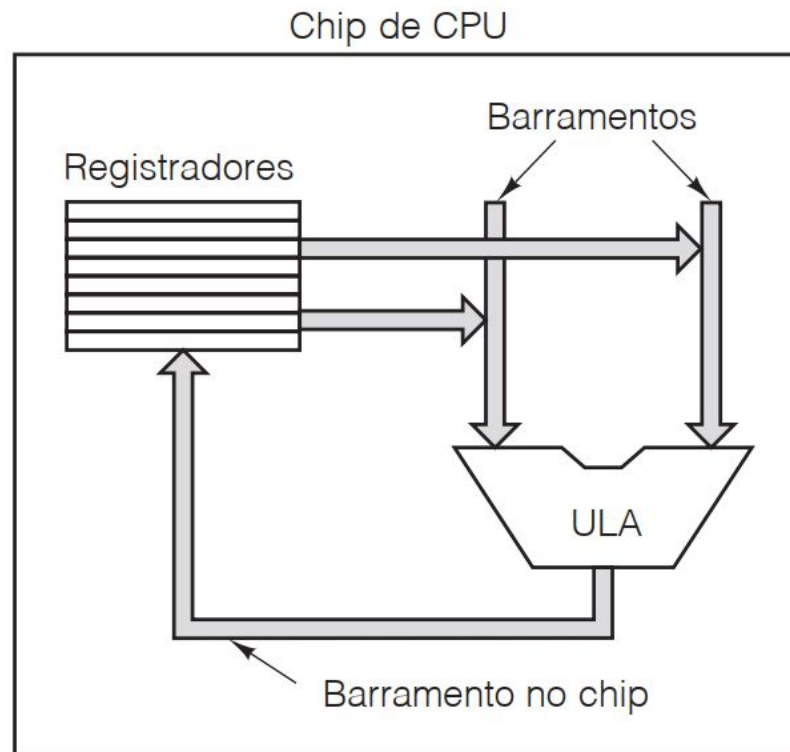 Chip de CPU
Barramentos
Registradores
ULA
Barramento no chip